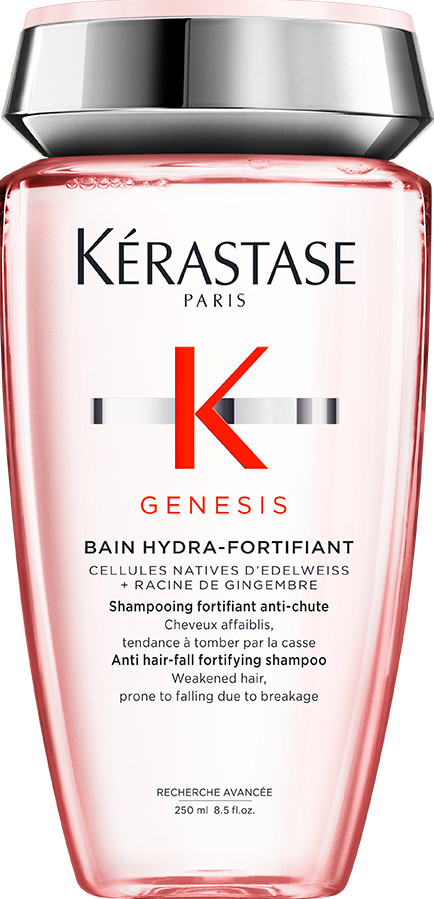 KÉRASTASE
PARIS
K
GENESIS
BAIN HYDRA-FORTIFIANT
CELLULES NATIVES D'EDELWEISS
+ RACINE DE GINGEMBRE
Shampooing fortifiant anti-chute
Cheveux affaiblis,
tendance à tomber par la casse
Anti hair-fall fortifying shampoo
Weakened hair,
prone to falling due to breakage
RECHERCHE AVANCÉE
250 ml 8.5 fl.oz.